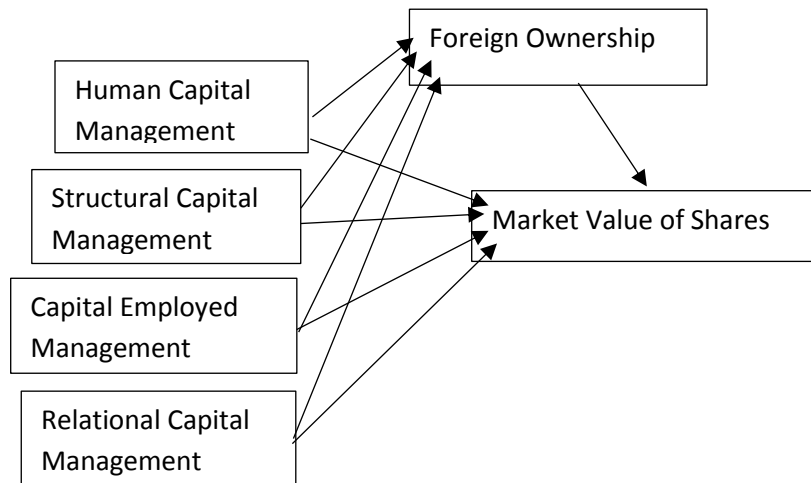 Foreign Ownership
Human Capital
Management
Structural Capital
Management
Market Value of Shares
Capital Employed
Management
Relational Capital
Management